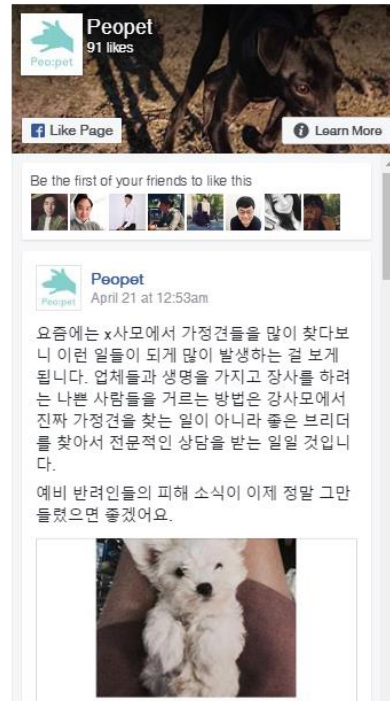 Peopet
91 likes
Peo:pet
Like Page
Learn More
Be the first of your friends to like this
Peopet
April 21 at 12:53am
Peo:pet
요즘에는 x사모에서 가정견들을 많이 찾다보
니 이런 일들이 되게 많이 발생하는 걸 보게
됩니다. 업체들과 생명을 가지고 장사를 하려
는 나쁜 사람들을 거르는 방법은 강사모에서
진짜 가정견을 찾는 일이 아니라 좋은 브리더
를 찾아서 전문적인 상담을 받는 일일 것입니
다.
예비 반려인들의 피해 소식이 이제 정말 그만
들렸으면 좋겠어요.